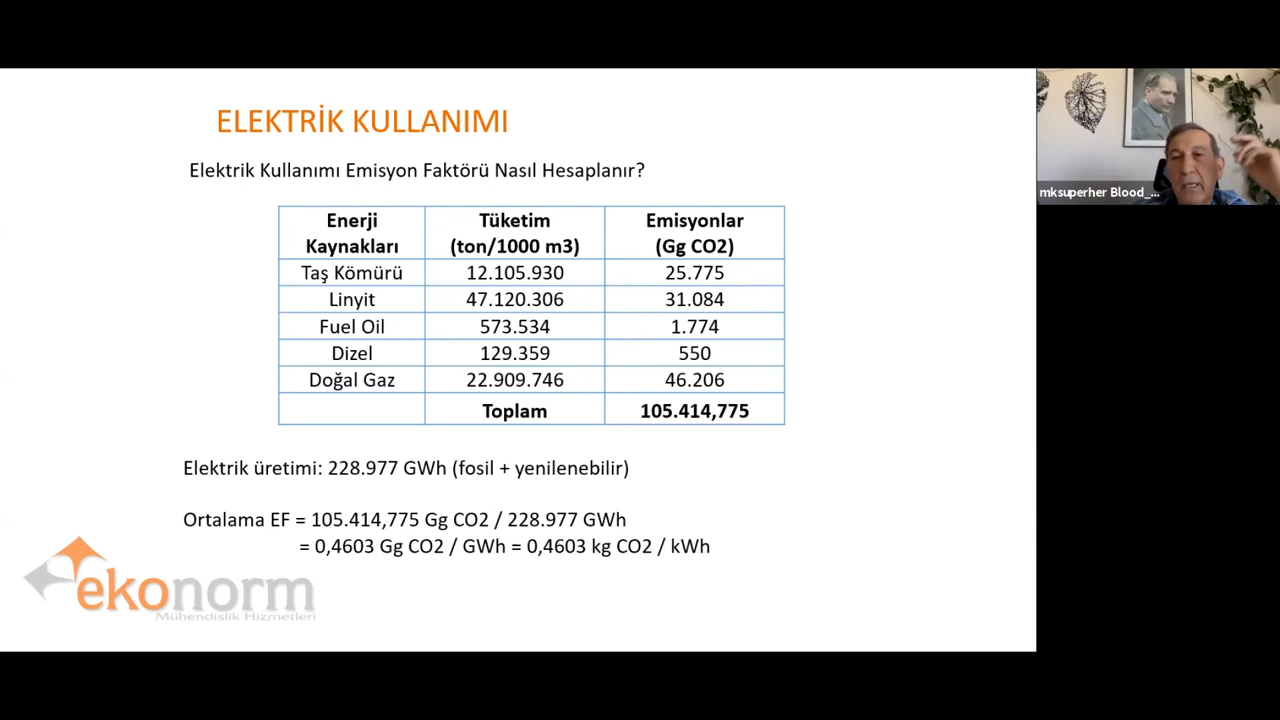 ELEKTRİK KULLANIMI
Elektrik Kullanımı Emisyon Faktörü Nasıl Hesaplanır?
Enerji Kaynakları Tüketim (ton/1000 m3) Emisyonlar (Gg CO2)
Taş Kömürü 12.105.930 25.775
Linyit 47.120.306 31.084
Fuel Oil 573.534 1.774
Dizel 129.359 550
Doğal Gaz 22.909.746 46.206
Toplam 105.414,775
Elektrik üretimi: 228.977 GWh (fosil + yenilenebilir)
Ortalama EF = 105.414,775 Gg CO2 / 228.977 GWh
= 0,4603 Gg CO2 / GWh = 0,4603 kg CO2 / kWh
ekonorm
Mühendislik Hizmetleri
mksuperher Blood_...